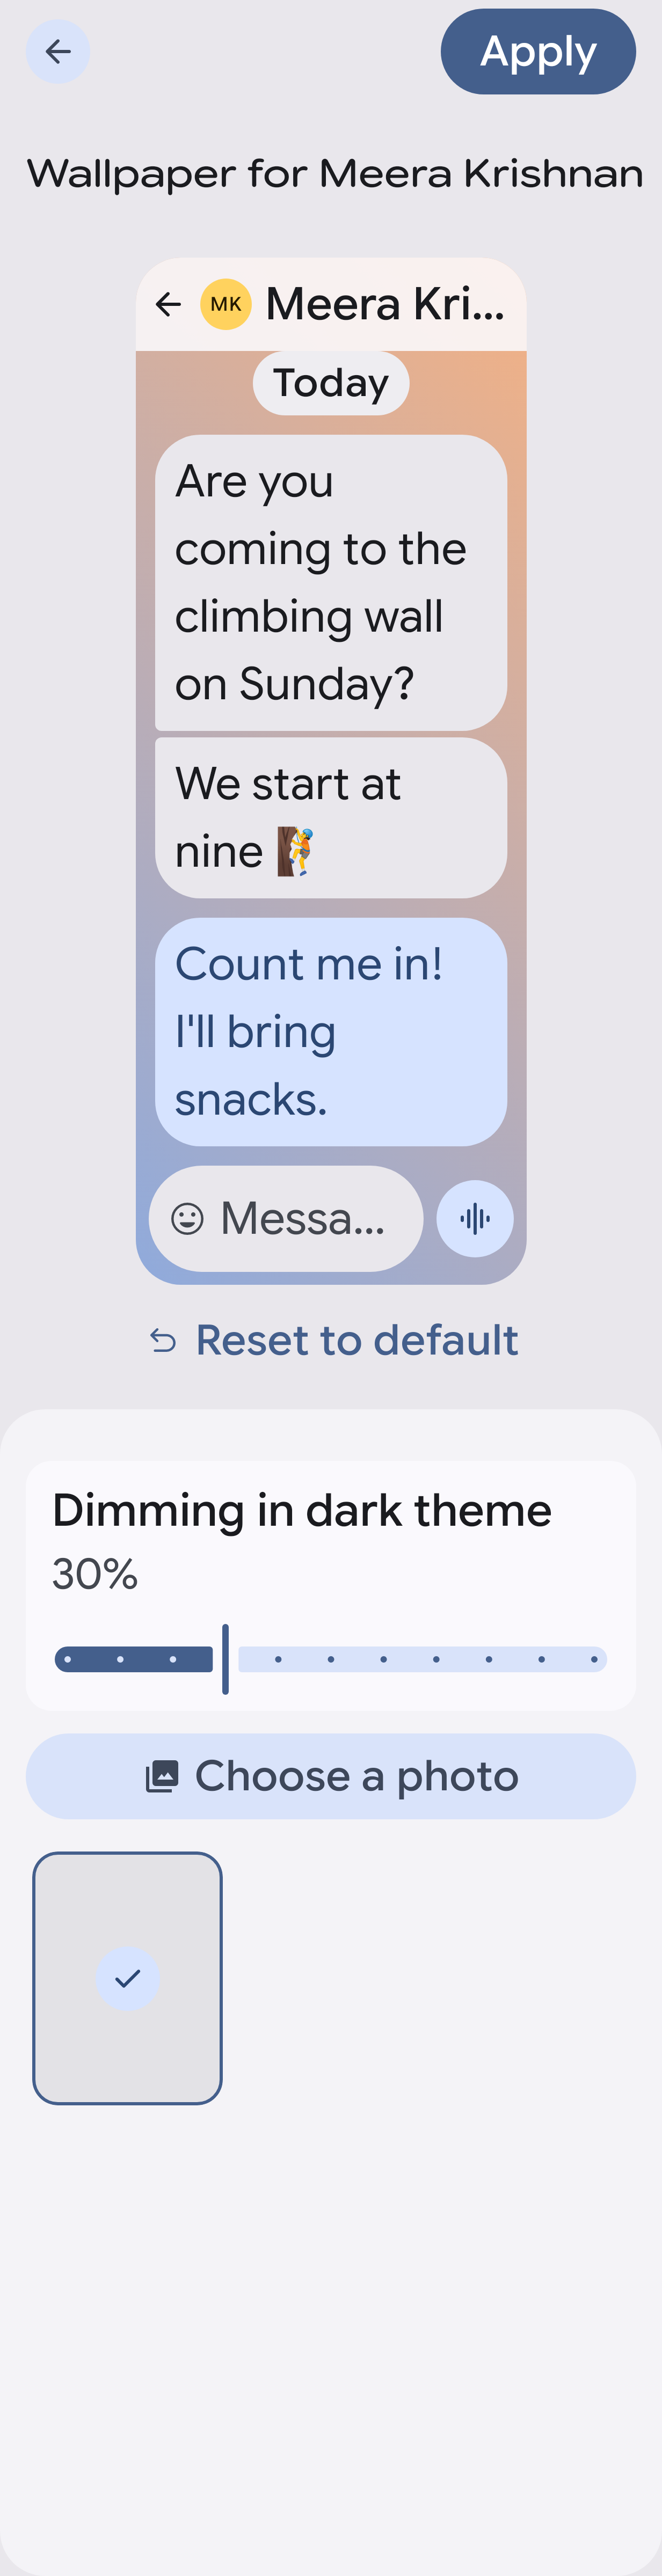 Apply
Wallpaper for Meera Krishnan
MK
Meera Kri...
Today
Are you
coming to the
climbing wall
on Sunday?
We start at
nine 🧗
Count me in!
I'll bring
snacks.
Messa...
Reset to default
Dimming in dark theme
30%
Choose a photo